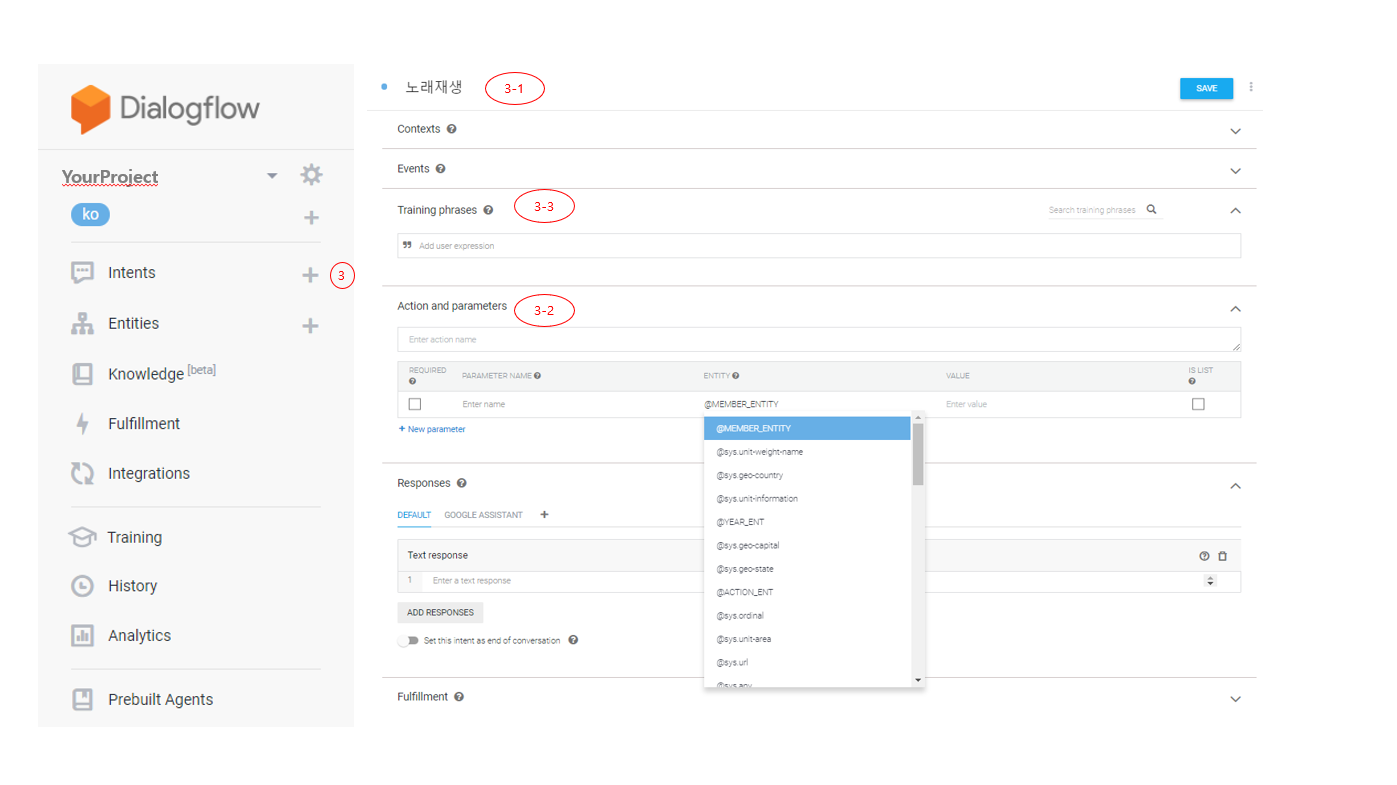 Dialogflow
YourProject
ko
Intents
3
Entities
Knowledge [beta]
Fulfillment
Integrations
Training
History
Analytics
Prebuilt Agents
노래재생
3-1
SAVE
Contexts
Events
Training phrases
3-3
Search training phrases
Add user expression
Action and parameters
3-2
Enter action name
REQUIRED PARAMETER NAME ENTITY VALUE IS LIST
Enter name @MEMBER_ENTITY Enter value
+ New parameter
@MEMBER_ENTITY
@sys.unit-weight-name
@sys.geo-country
@sys.unit-information
@YEAR_ENT
@sys.geo-capital
@sys.geo-state
@ACTION_ENT
@sys.ordinal
@sys.unit-area
@sys.url
@sys.any
Responses
DEFAULT GOOGLE ASSISTANT +
Text response
1 Enter a text response
ADD RESPONSES
Set this intent as end of conversation
Fulfillment